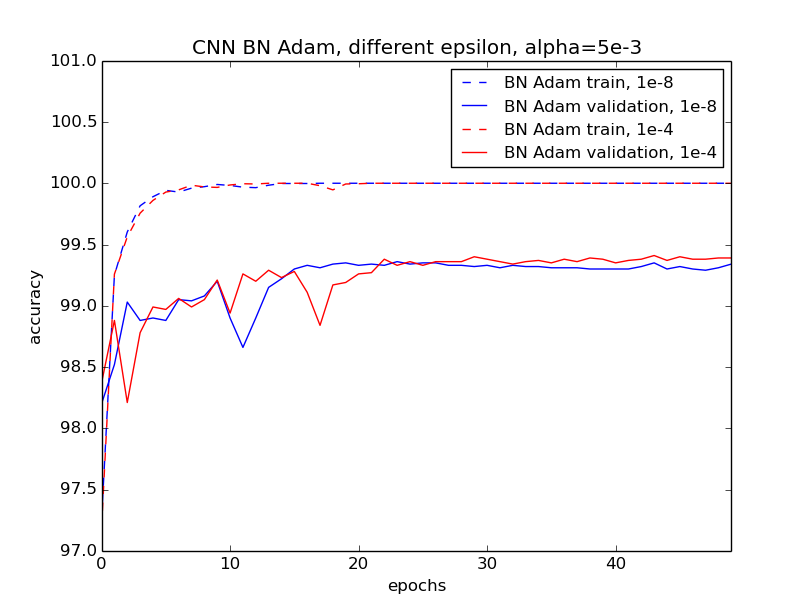 CNN BN Adam, different epsilon, alpha=5e-3
101.0
100.5
100.0
99.5
99.0
98.5
98.0
97.5
97.0
accuracy
BN Adam train, 1e-8
BN Adam validation, 1e-8
BN Adam train, 1e-4
BN Adam validation, 1e-4
0 10 20 30 40
epochs